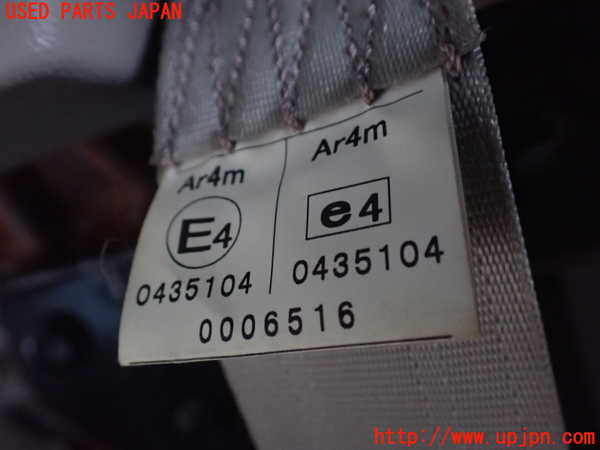 USED PARTS JAPAN
Ar4m
E4
0435104
Ar4m
e4
0435104
0006516
http://www.upjpn.com/